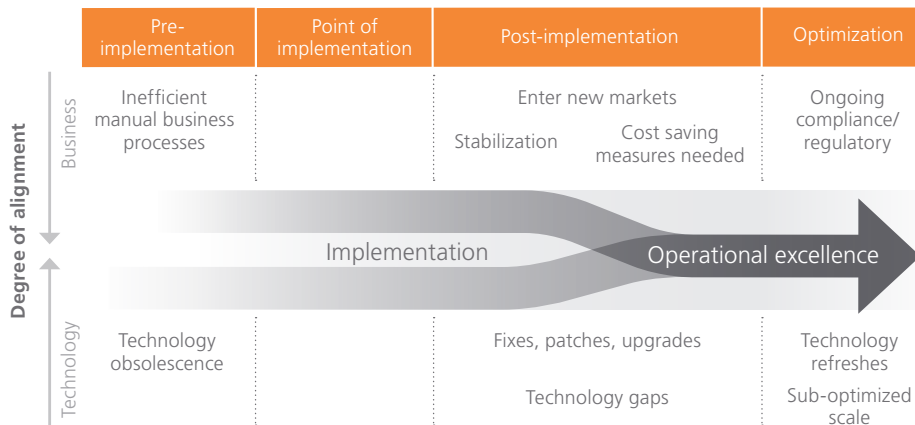 Pre-
implementation
Point of
implementation
Post-implementation
Optimization
Degree of alignment
Business
Inefficient
manual business
processes
Enter new markets
Stabilization
Cost saving
measures needed
Ongoing
compliance/
regulatory
Implementation
Operational excellence
Technology
Technology
obsolescence
Fixes, patches, upgrades
Technology gaps
Technology
refreshes
Sub-optimized
scale